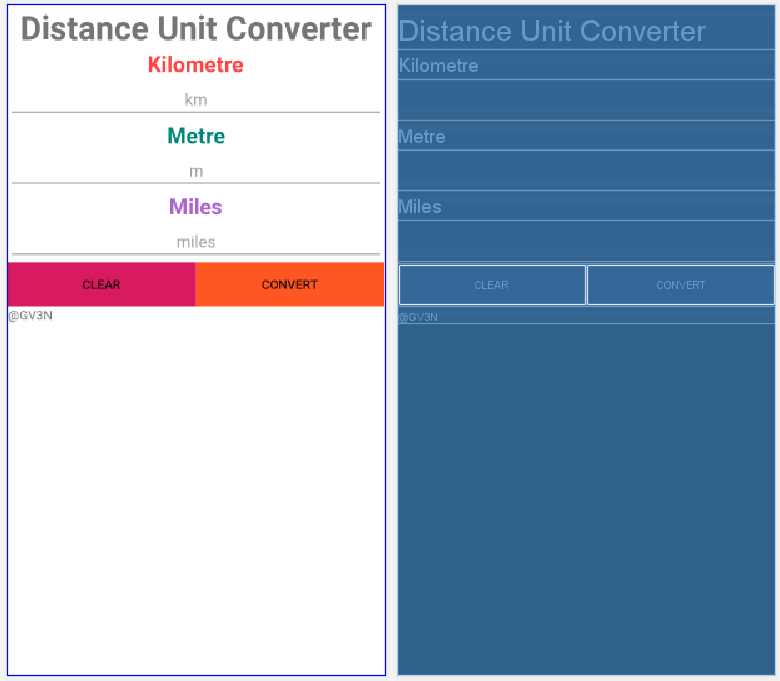 Distance Unit Converter
Kilometre
km
Metre
m
Miles
miles
CLEAR CONVERT
@GV3N
Distance Unit Converter
Kilometre
Metre
Miles
CLEAR CONVERT
@GV3N